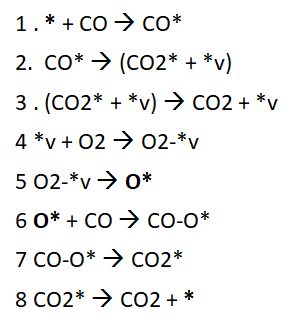 1 . * + CO → CO*
2. CO* → (CO2* + *v)
3 . (CO2* + *v) → CO2 + *v
4 *v + O2 → O2-*v
5 O2-*v → O*
6 O* + CO → CO-O*
7 CO-O* → CO2*
8 CO2* → CO2 + *